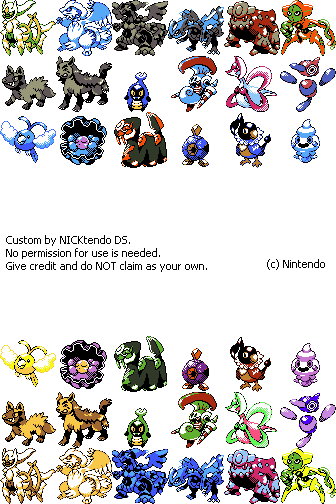 Custom by NICKtendo DS.
No permission for use is needed.
Give credit and do NOT claim as your own.
(c) Nintendo